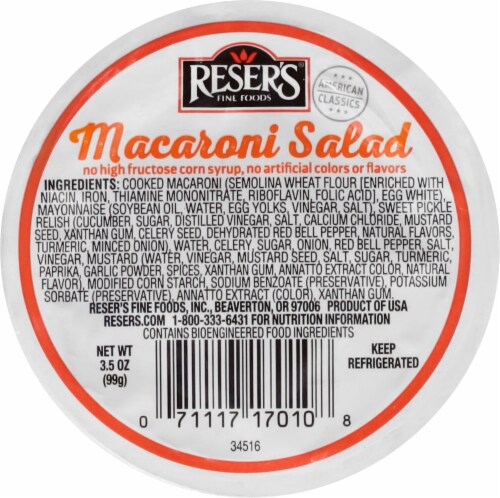 RESER'S®
FINE FOODS
AMERICAN
CLASSICS
Macaroni Salad
no high fructose corn syrup, no artificial colors or flavors
INGREDIENTS: COOKED MACARONI (SEMOLINA WHEAT FLOUR [ENRICHED WITH
NIACIN, IRON, THIAMINE MONONITRATE, RIBOFLAVIN, FOLIC ACID], EGG WHITE),
MAYONNAISE (SOYBEAN OIL, WATER, EGG YOLKS, VINEGAR, SALT), SWEET PICKLE
RELISH (CUCUMBER, SUGAR, DISTILLED VINEGAR, SALT, CALCIUM CHLORIDE, MUSTARD
SEED, XANTHAN GUM, CELERY SEED, DEHYDRATED RED BELL PEPPER, NATURAL FLAVORS,
TURMERIC, MINCED ONION), WATER, CELERY, SUGAR, ONION, RED BELL PEPPER, SALT,
VINEGAR, MUSTARD (WATER, VINEGAR, MUSTARD SEED, SALT, SUGAR, TURMERIC,
PAPRIKA, GARLIC POWDER, SPICES, XANTHAN GUM, ANNATTO EXTRACT COLOR, NATURAL
FLAVOR), MODIFIED CORN STARCH, SODIUM BENZOATE (PRESERVATIVE), POTASSIUM
SORBATE (PRESERVATIVE), ANNATTO EXTRACT (COLOR), XANTHAN GUM.
RESER'S FINE FOODS, INC., BEAVERTON, OR 97006 PRODUCT OF USA
RESERS.COM 1-800-333-6431 FOR NUTRITION INFORMATION
CONTAINS BIOENGINEERED FOOD INGREDIENTS
NET WT
3.5 OZ
(99g)
KEEP
REFRIGERATED
0 71117 17010 8
34516